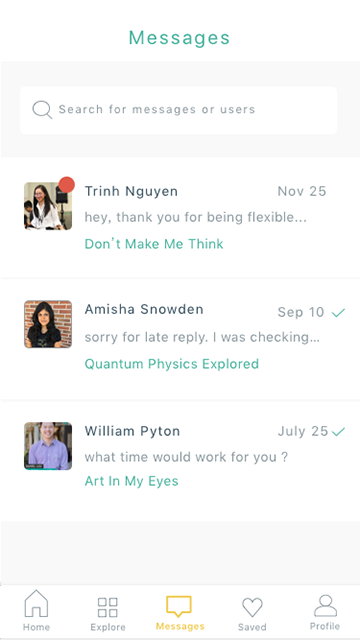 Messages
Search for messages or users
Trinh Nguyen Nov 25
hey, thank you for being flexible...
Don't Make Me Think
Amisha Snowden Sep 10
sorry for late reply. I was checking...
Quantum Physics Explored
William Pyton July 25
what time would work for you ?
Art In My Eyes
Home Explore Messages Saved Profile